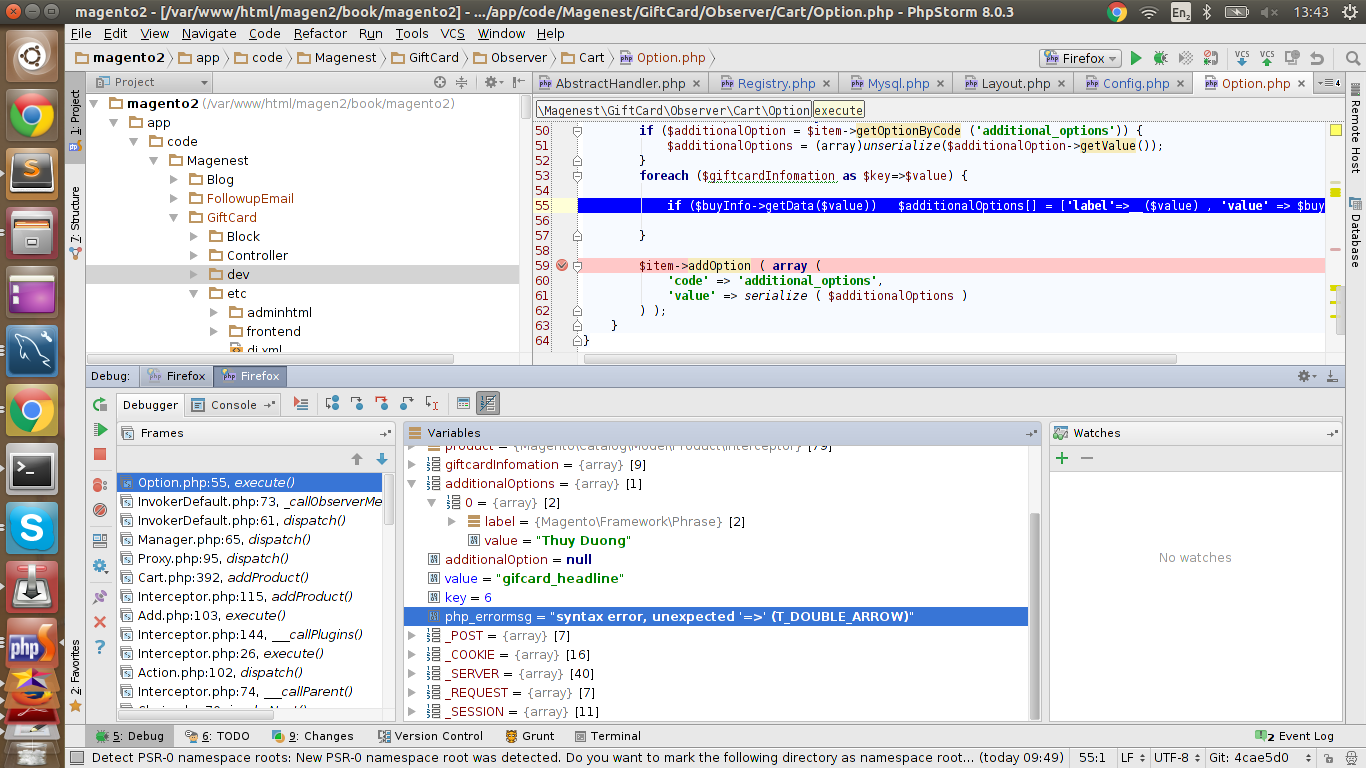 magento2 - [/var/www/html/magen2/book/magento2] - .../app/code/Magenest/GiftCard/Observer/Cart/Option.php - PhpStorm 8.0.3
En2
13:43
File Edit View Navigate Code Refactor Run Tools VCS Window Help
magento2 app code Magenest GiftCard Observer Cart Option.php
Firefox
VCS VCS
Project
AbstractHandler.php Registry.php Mysql.php Layout.php Config.php Option.php
4
1: Project
7: Structure
2: Favorites
Remote Host
Database
magento2 (/var/www/html/magen2/book/magento2)
app
code
Magenest
Blog
FollowupEmail
GiftCard
Block
Controller
dev
etc
adminhtml
frontend
di.xml
\Magenest\GiftCard\Observer\Cart\Option execute
50 if ($additionalOption = $item->getOptionByCode ('additional_options')) {
51 $additionalOptions = (array)unserialize($additionalOption->getValue());
52 }
53 foreach ($giftcardInfomation as $key=>$value) {
54
55 if ($buyInfo->getData($value)) $additionalOptions[] = ['label'=>__($value) , 'value' => $buy
56
57 }
58
59 $item->addOption ( array (
60 'code' => 'additional_options',
61 'value' => serialize ( $additionalOptions )
62 ) );
63 }
64 }
Debug: Firefox Firefox
Debugger Console
Frames
Option.php:55, execute()
InvokerDefault.php:73, _callObserverMe
InvokerDefault.php:61, dispatch()
Manager.php:65, dispatch()
Proxy.php:95, dispatch()
Cart.php:392, addProduct()
Interceptor.php:115, addProduct()
Add.php:103, execute()
Interceptor.php:144, ___callPlugins()
Interceptor.php:26, execute()
Action.php:102, dispatch()
Interceptor.php:74, ___callParent()
Variables
product = {Magento\Catalog\Model\Product\Interceptor} [79]
giftcardInfomation = {array} [9]
additionalOptions = {array} [1]
0 = {array} [2]
label = {Magento\Framework\Phrase} [2]
value = "Thuy Duong"
additionalOption = null
value = "gifcard_headline"
key = 6
php_errormsg = "syntax error, unexpected '=>' (T_DOUBLE_ARROW)"
_POST = {array} [7]
_COOKIE = {array} [16]
_SERVER = {array} [40]
_REQUEST = {array} [7]
_SESSION = {array} [11]
Watches
No watches
5: Debug 6: TODO 9: Changes Version Control Grunt Terminal 2 Event Log
Detect PSR-0 namespace roots: New PSR-0 namespace root was detected. Do you want to mark the following directory as namespace root... (today 09:49) 55:1 LF UTF-8 Git: 4cae5d0